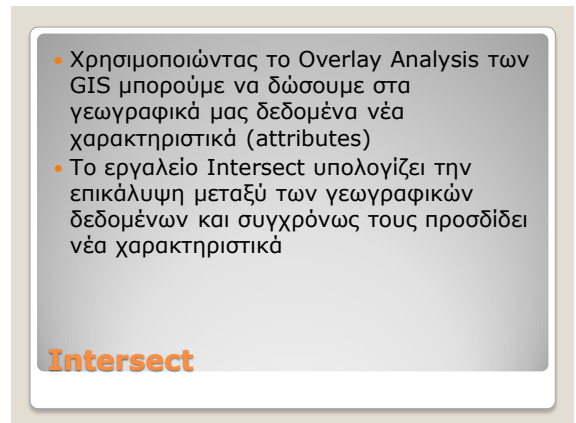 • Χρησιμοποιώντας το Overlay Analysis των
GIS μπορούμε να δώσουμε στα
γεωγραφικά μας δεδομένα νέα
χαρακτηριστικά (attributes)
• Το εργαλείο Intersect υπολογίζει την
επικάλυψη μεταξύ των γεωγραφικών
δεδομένων και συγχρόνως τους προσδίδει
νέα χαρακτηριστικά
Intersect